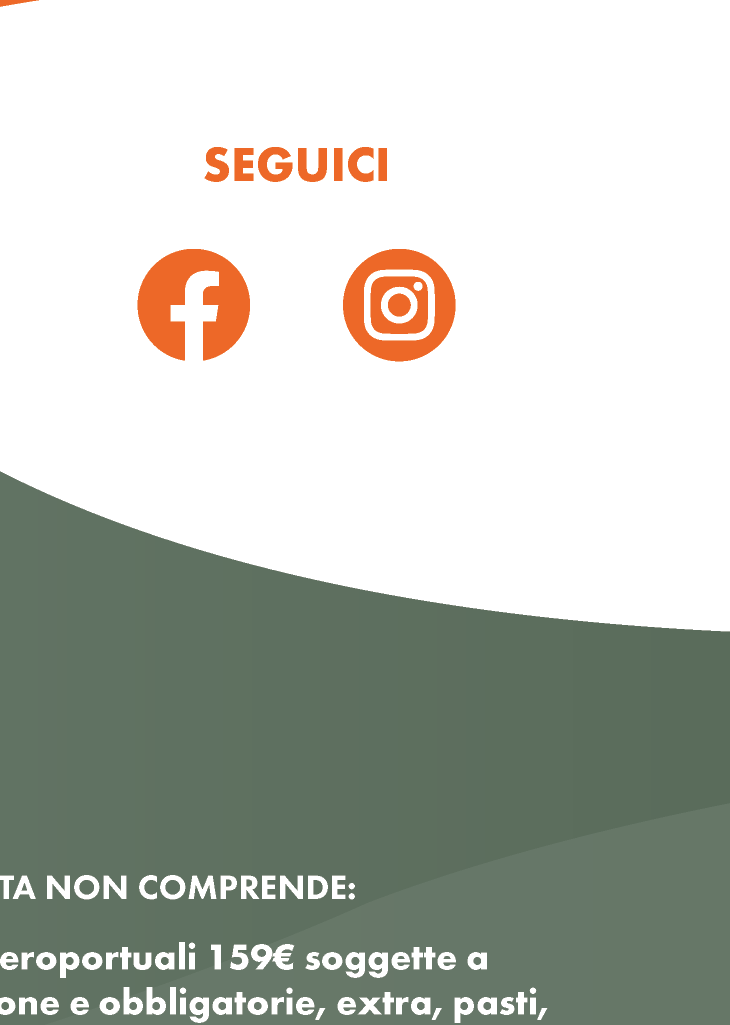 SEGUICI
TA NON COMPRENDE:
eroportuali 159€ soggette a
one e obbligatorie, extra, pasti,